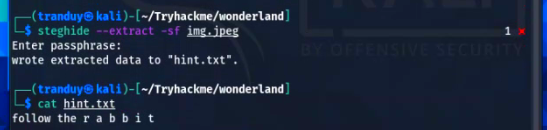 ┌──(tranduy㉿kali)-[~/Tryhackme/wonderland]
└─$ steghide --extract -sf img.jpeg 1 ⨯
Enter passphrase:
wrote extracted data to "hint.txt".

┌──(tranduy㉿kali)-[~/Tryhackme/wonderland]
└─$ cat hint.txt
follow the r a b b i t
BY OFFENSIVE SECURITY